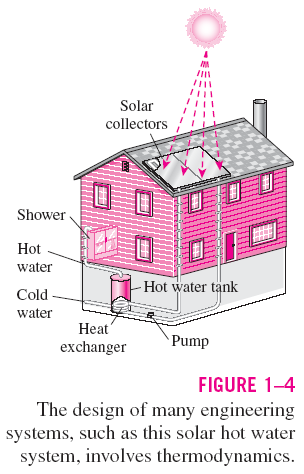 Solar
collectors
Shower
Hot
water
Cold
water
Hot water tank
Heat
exchanger
Pump
FIGURE 1–4
The design of many engineering
systems, such as this solar hot water
system, involves thermodynamics.